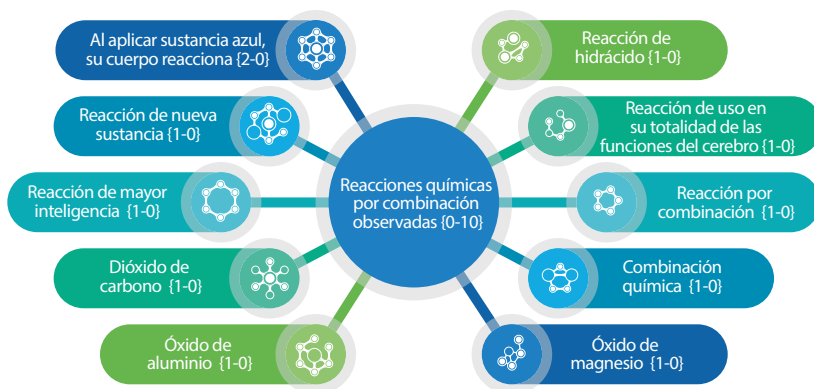 Al aplicar sustancia azul,
su cuerpo reacciona {2-0}
Reacción de nueva
sustancia {1-0}
Reacción de mayor
inteligencia {1-0}
Dióxido de
carbono {1-0}
Óxido de
aluminio {1-0}
Reacciones químicas
por combinación
observadas {0-10}
Reacción de
hidrácido {1-0}
Reacción de uso en
su totalidad de las
funciones del cerebro {1-0}
Reacción por
combinación {1-0}
Combinación
química {1-0}
Óxido de
magnesio {1-0}